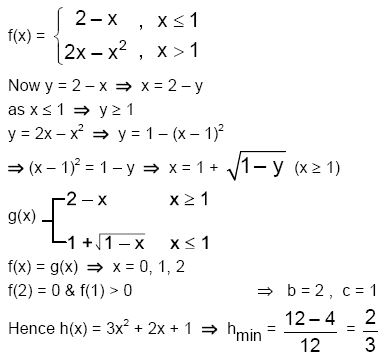 f(x) = { 2 – x , x ≤ 1
2x – x² , x > 1
Now y = 2 – x ⇒ x = 2 – y
as x ≤ 1 ⇒ y ≥ 1
y = 2x – x² ⇒ y = 1 – (x – 1)²
⇒ (x – 1)² = 1 – y ⇒ x = 1 + √(1– y) (x ≥ 1)
g(x) 2 – x x ≥ 1
1 + √(1 – x) x ≤ 1
f(x) = g(x) ⇒ x = 0, 1, 2
f(2) = 0 & f(1) > 0 ⇒ b = 2 , c = 1
Hence h(x) = 3x² + 2x + 1 ⇒ h_min = (12 – 4)/12 = 2/3